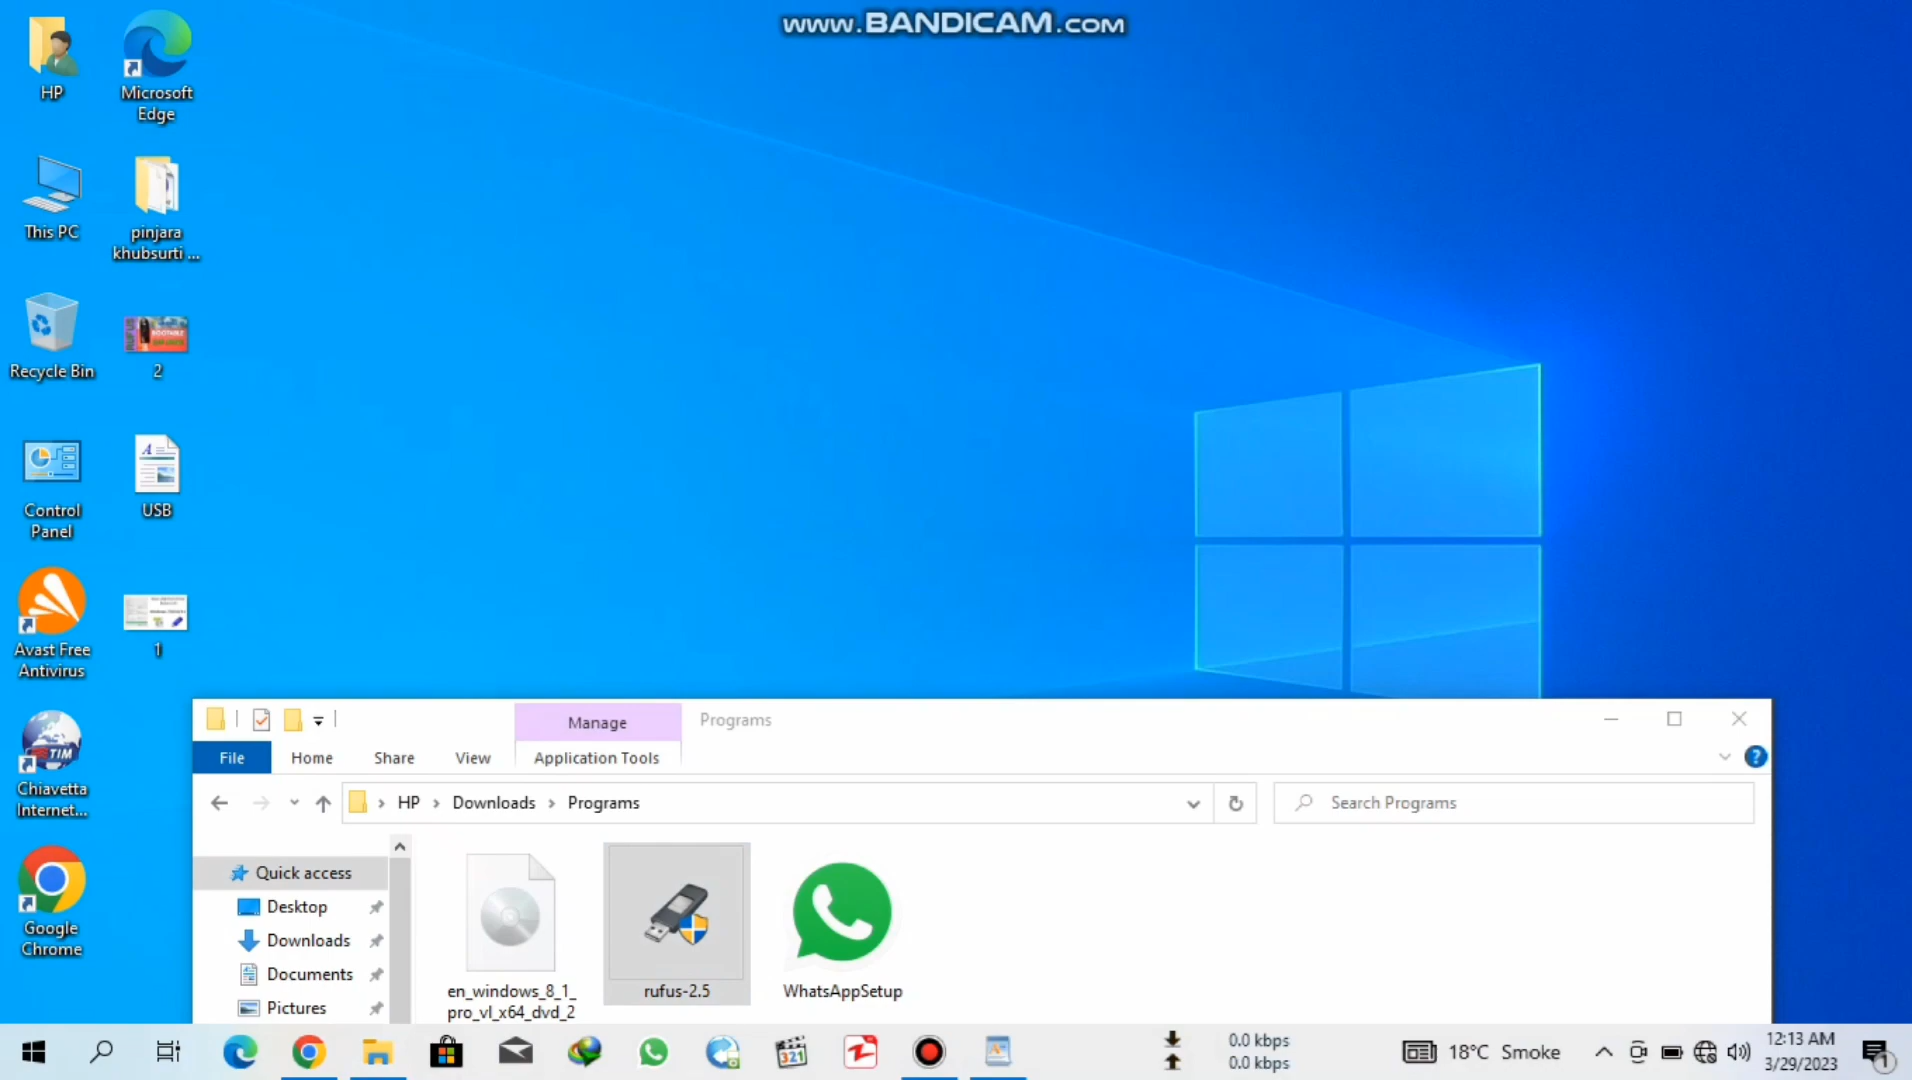 www.BANDICAM.com
HP
Microsoft
Edge
This PC
pinjara
khubsurti ...
Recycle Bin
2
Control
Panel
USB
Avast Free
Antivirus
1
TIM
Chiavetta
Internet...
Google
Chrome
Manage
Programs
File
Home
Share
View
Application Tools
HP
Downloads
Programs
Search Programs
Quick access
Desktop
Downloads
Documents
Pictures
en_windows_8_1_
pro_vl_x64_dvd_2
rufus-2.5
WhatsAppSetup
321
0.0 kbps
0.0 kbps
18°C Smoke
12:13 AM
3/29/2023
1